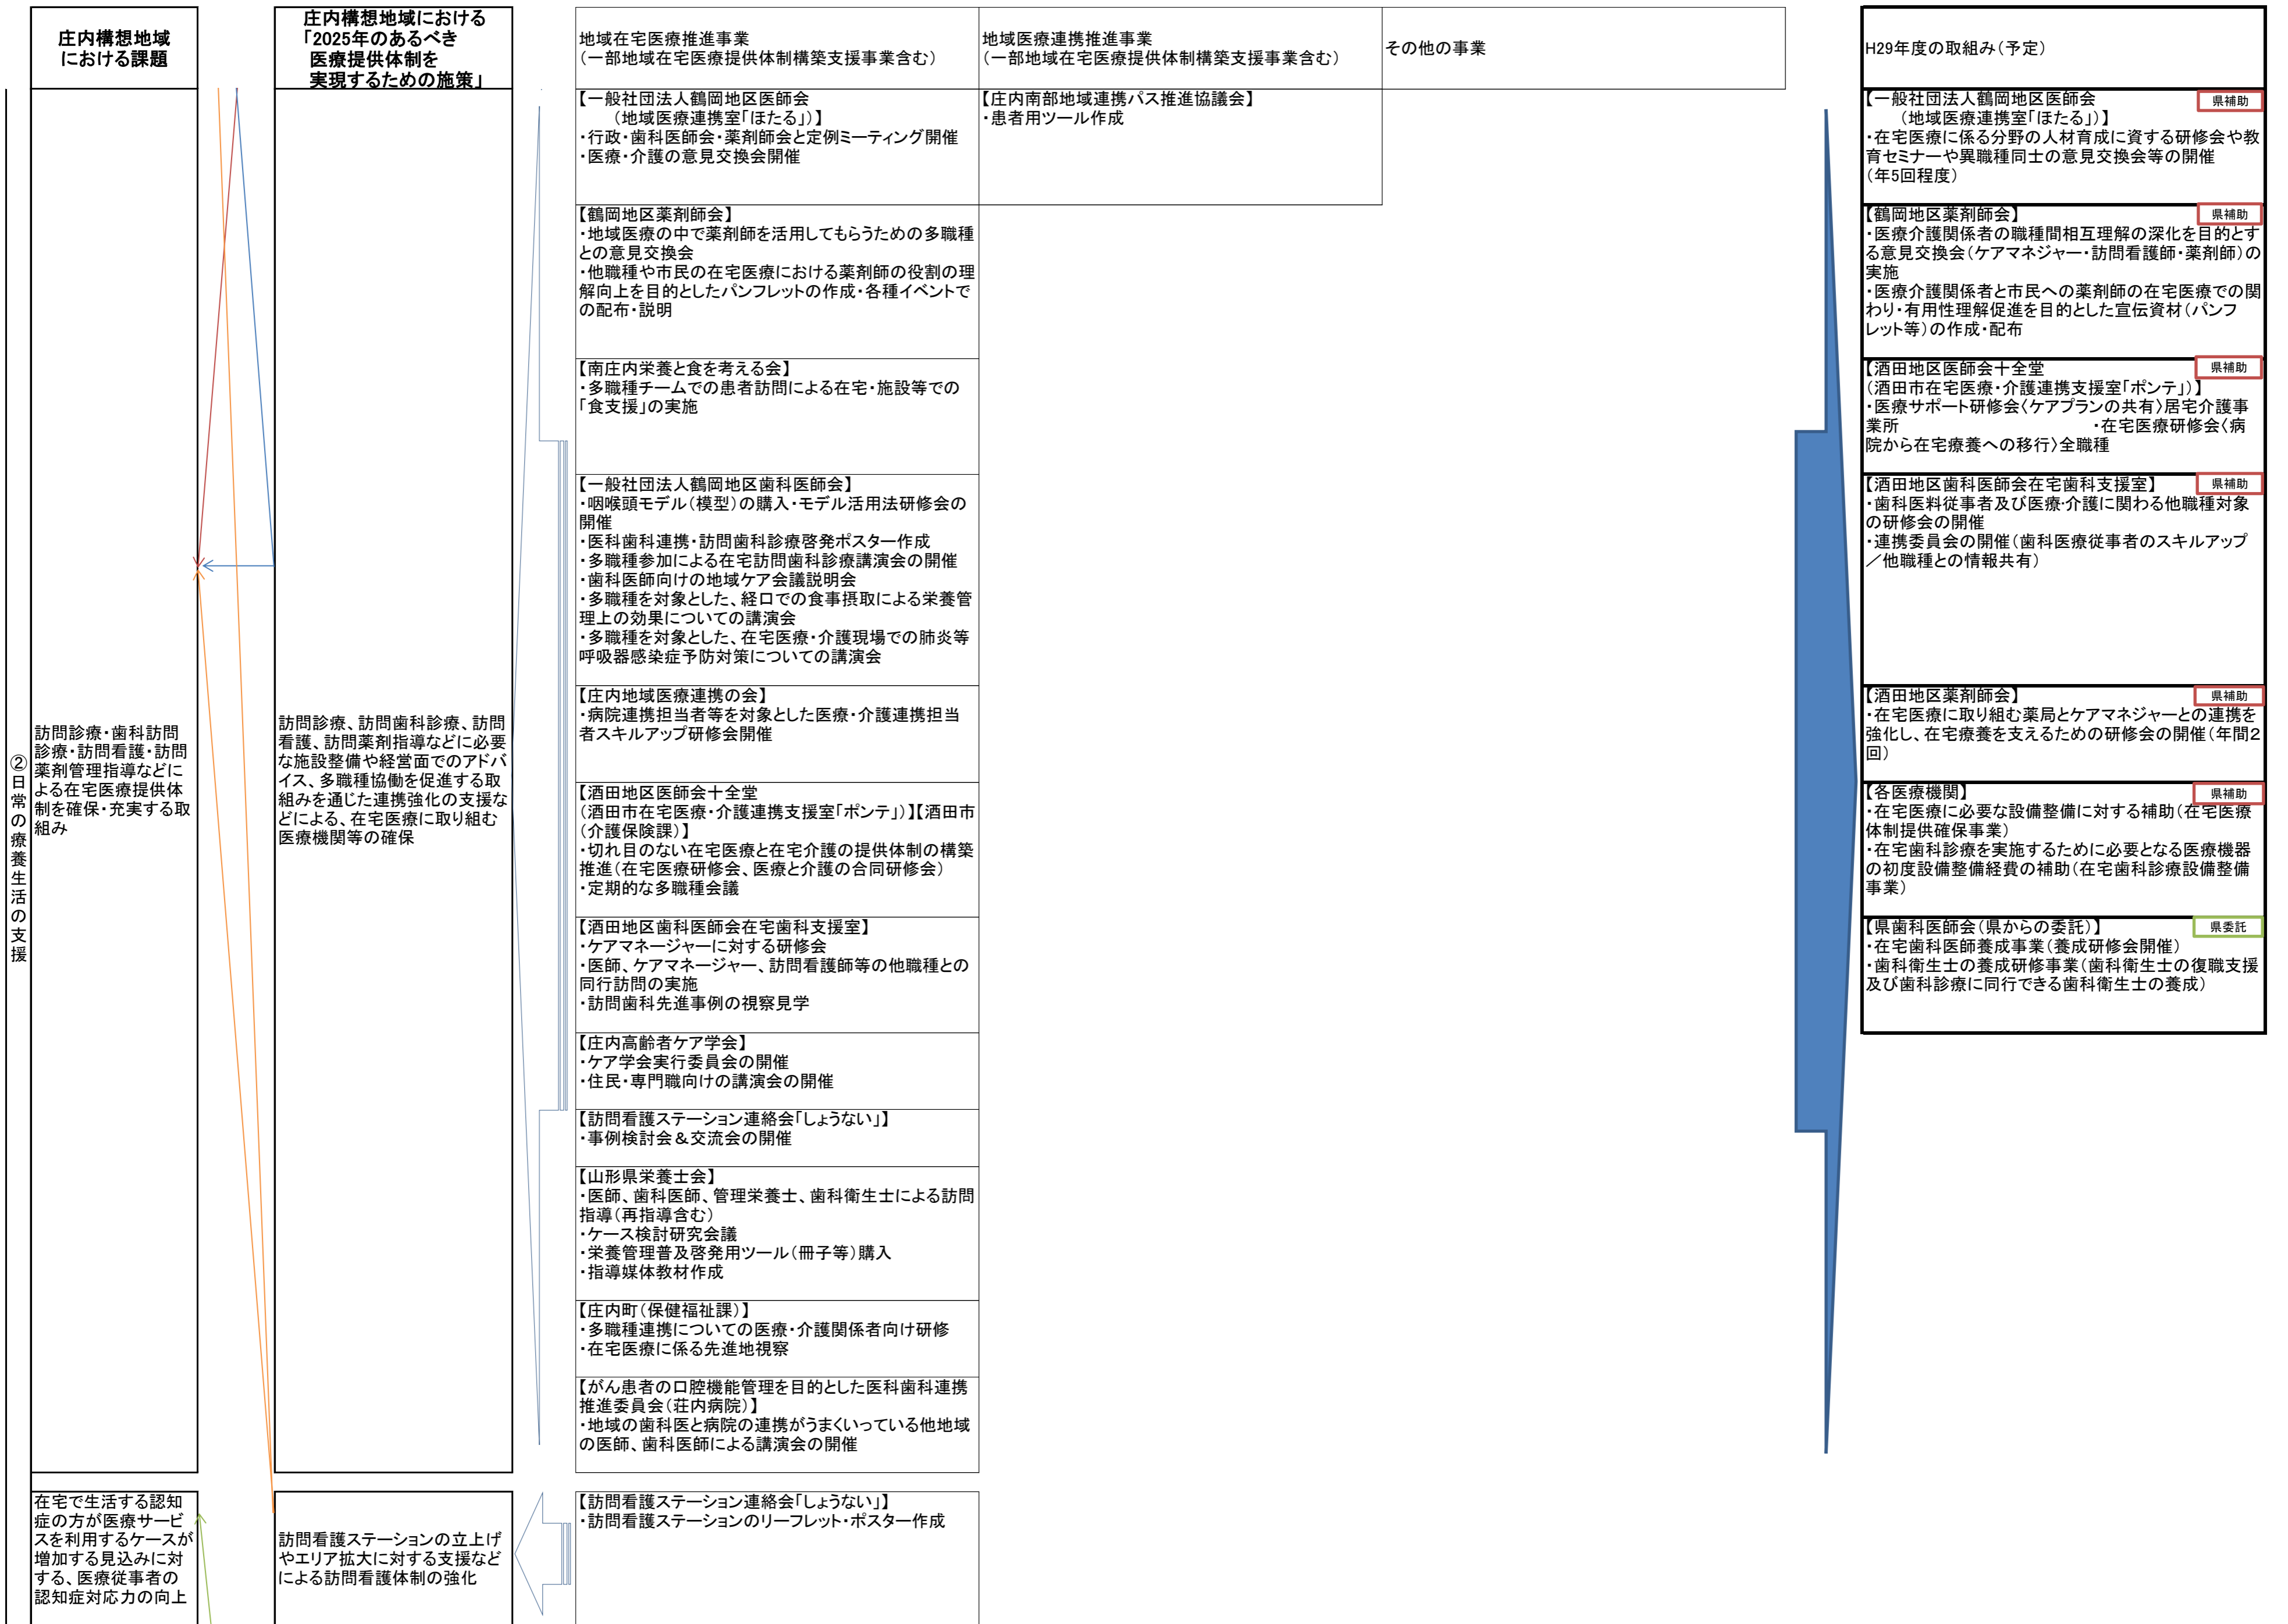 庄内構想地域
における課題
庄内構想地域における
「2025年のあるべき
医療提供体制を
実現するための施策」
地域在宅医療推進事業
（一部地域在宅医療提供体制構築支援事業含む）
地域医療連携推進事業
（一部地域在宅医療提供体制構築支援事業含む）
その他の事業
H29年度の取組み（予定）
②日常の療養生活の支援
訪問診療・歯科訪問
診療・訪問看護・訪問
薬剤管理指導などに
よる在宅医療提供体
制を確保・充実する取
組み
訪問診療、訪問歯科診療、訪問
看護、訪問薬剤指導などに必要
な施設整備や経営面でのアドバ
イス、多職種協働を促進する取
組みを通じた連携強化の支援な
どによる、在宅医療に取り組む
医療機関等の確保
【一般社団法人鶴岡地区医師会
（地域医療連携室「ほたる」）】
・行政・歯科医師会・薬剤師会と定例ミーティング開催
・医療・介護の意見交換会開催
【鶴岡地区薬剤師会】
・地域医療の中で薬剤師を活用してもらうための多職種
との意見交換会
・他職種や市民の在宅医療における薬剤師の役割の理
解向上を目的としたパンフレットの作成・各種イベントで
の配布・説明
【南庄内栄養と食を考える会】
・多職種チームでの患者訪問による在宅・施設等での
「食支援」の実施
【一般社団法人鶴岡地区歯科医師会】
・咽喉頭モデル（模型）の購入・モデル活用法研修会の
開催
・医科歯科連携・訪問歯科診療啓発ポスター作成
・多職種参加による在宅訪問歯科診療講演会の開催
・歯科医師向けの地域ケア会議説明会
・多職種を対象とした、経口での食事摂取による栄養管
理上の効果についての講演会
・多職種を対象とした、在宅医療・介護現場での肺炎等
呼吸器感染症予防対策についての講演会
【庄内地域医療連携の会】
・病院連携担当者等を対象とした医療・介護連携担当
者スキルアップ研修会開催
【酒田地区医師会十全堂
（酒田市在宅医療・介護連携支援室「ポンテ」）】【酒田市
（介護保険課）】
・切れ目のない在宅医療と在宅介護の提供体制の構築
推進（在宅医療研修会、医療と介護の合同研修会）
・定期的な多職種会議
【酒田地区歯科医師会在宅歯科支援室】
・ケアマネージャーに対する研修会
・医師、ケアマネージャー、訪問看護師等の他職種との
同行訪問の実施
・訪問歯科先進事例の視察見学
【庄内高齢者ケア学会】
・ケア学会実行委員会の開催
・住民・専門職向けの講演会の開催
【訪問看護ステーション連絡会「しょうない」】
・事例検討会＆交流会の開催
【山形県栄養士会】
・医師、歯科医師、管理栄養士、歯科衛生士による訪問
指導（再指導含む）
・ケース検討研究会議
・栄養管理普及啓発用ツール（冊子等）購入
・指導媒体教材作成
【庄内町（保健福祉課）】
・多職種連携についての医療・介護関係者向け研修
・在宅医療に係る先進地視察
【がん患者の口腔機能管理を目的とした医科歯科連携
推進委員会（荘内病院）】
・地域の歯科医と病院の連携がうまくいっている他地域
の医師、歯科医師による講演会の開催
【庄内南部地域連携パス推進協議会】
・患者用ツール作成
【一般社団法人鶴岡地区医師会
県補助
（地域医療連携室「ほたる」）】
・在宅医療に係る分野の人材育成に資する研修会や教
育セミナーや異職種同士の意見交換会等の開催
（年5回程度）
【鶴岡地区薬剤師会】
県補助
・医療介護関係者の職種間相互理解の深化を目的とす
る意見交換会（ケアマネジャー・訪問看護師・薬剤師）の
実施
・医療介護関係者と市民への薬剤師の在宅医療での関
わり・有用性理解促進を目的とした宣伝資材（パンフ
レット等）の作成・配布
【酒田地区医師会十全堂
県補助
（酒田市在宅医療・介護連携支援室「ポンテ」）】
・医療サポート研修会〈ケアプランの共有〉居宅介護事
業所　　　　　　　　　　・在宅医療研修会〈病
院から在宅療養への移行〉全職種
【酒田地区歯科医師会在宅歯科支援室】
県補助
・歯科医料従事者及び医療・介護に関わる他職種対象
の研修会の開催
・連携委員会の開催（歯科医療従事者のスキルアップ
／他職種との情報共有）
【酒田地区薬剤師会】
県補助
・在宅医療に取り組む薬局とケアマネジャーとの連携を
強化し、在宅療養を支えるための研修会の開催（年間2
回）
【各医療機関】
県補助
・在宅医療に必要な設備整備に対する補助（在宅医療
体制提供確保事業）
・在宅歯科診療を実施するために必要となる医療機器
の初度設備整備経費の補助（在宅歯科診療設備整備
事業）
【県歯科医師会（県からの委託）】
県委託
・在宅歯科医師養成事業（養成研修会開催）
・歯科衛生士の養成研修事業（歯科衛生士の復職支援
及び歯科診療に同行できる歯科衛生士の養成）
在宅で生活する認知
症の方が医療サービ
スを利用するケースが
増加する見込みに対
する、医療従事者の
認知症対応力の向上
訪問看護ステーションの立上げ
やエリア拡大に対する支援など
による訪問看護体制の強化
【訪問看護ステーション連絡会「しょうない」】
・訪問看護ステーションのリーフレット・ポスター作成